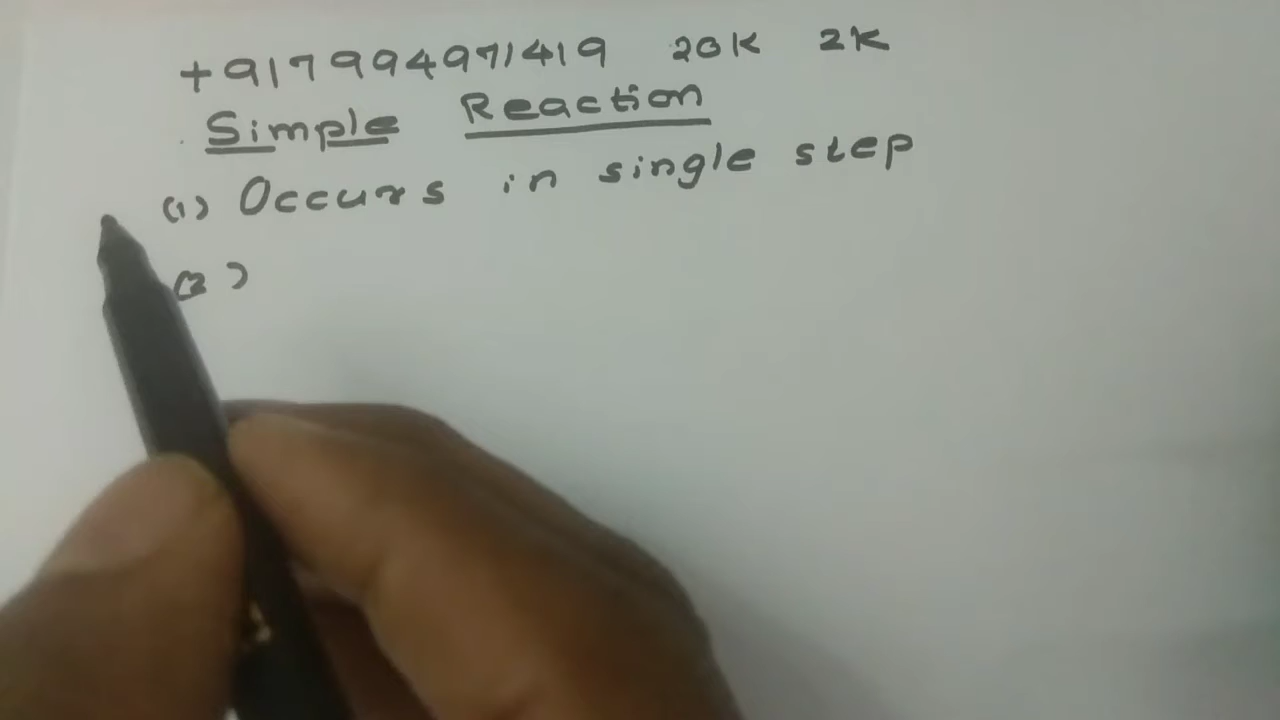 +917994971419 20K 2K
Simple Reaction
(1) Occurs in single step
(2)